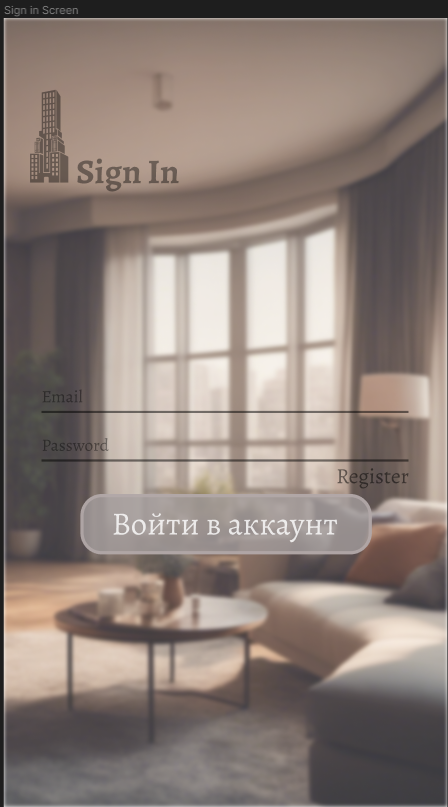 Sign in Screen
Sign In
Email
Password
Register
Войти в аккаунт